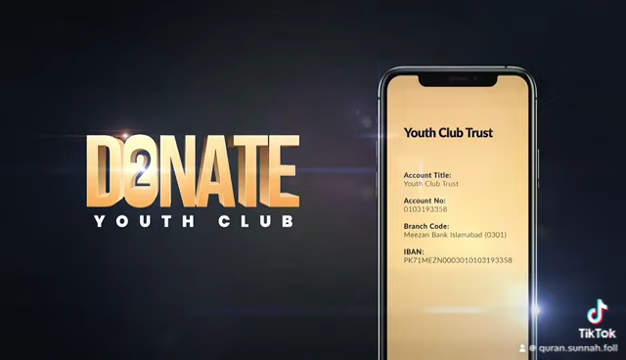 DONATE
2
YOUTH CLUB
Youth Club Trust
Account Title:
Youth Club Trust
Account No:
0103193358
Branch Code:
Meezan Bank Islamabad (0301)
IBAN:
PK71MEZN0003010103193358
TikTok
quran.sunnah.foll